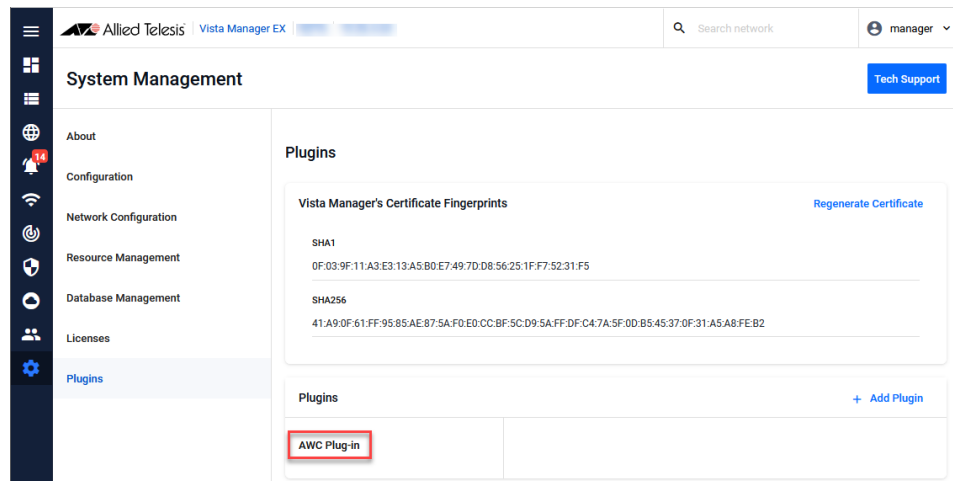 Allied Telesis Vista Manager EX Search network manager
System Management Tech Support
14
About
Configuration
Network Configuration
Resource Management
Database Management
Licenses
Plugins
Plugins
Vista Manager's Certificate Fingerprints Regenerate Certificate
SHA1
0F:03:9F:11:A3:E3:13:A5:B0:E7:49:7D:D8:56:25:1F:F7:52:31:F5
SHA256
41:A9:0F:61:FF:95:85:AE:87:5A:F0:E0:CC:BF:5C:D9:5A:FF:DF:C4:7A:5F:0D:B5:45:37:0F:31:A5:A8:FE:B2
Plugins + Add Plugin
AWC Plug-in